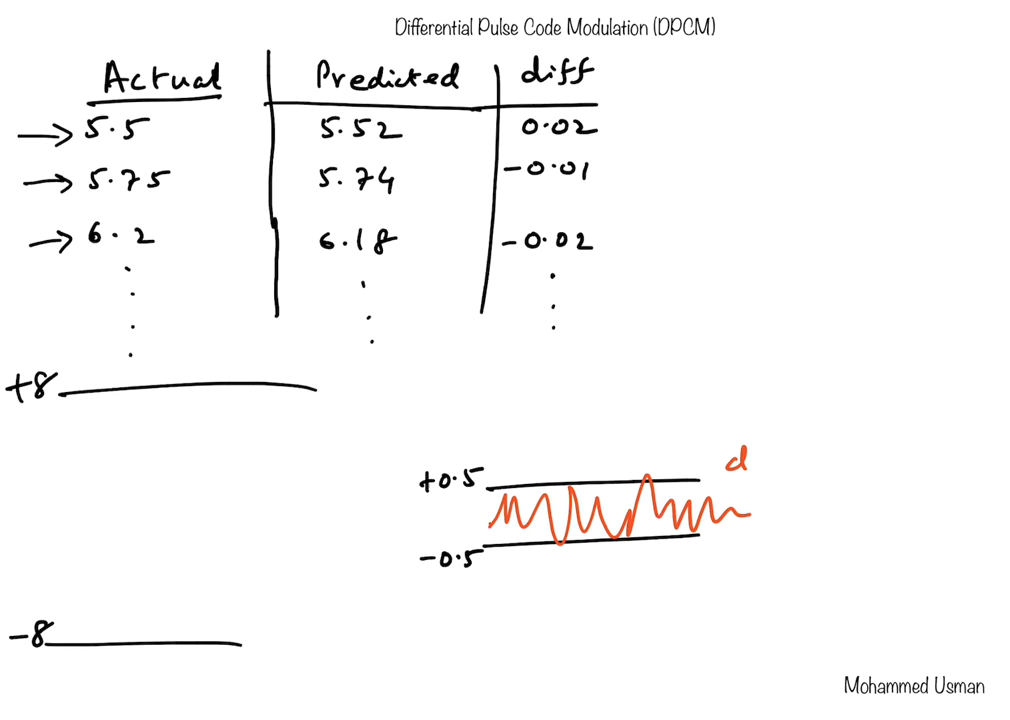 Differential Pulse Code Modulation (DPCM)
Actual Predicted diff
→ 5.5 5.52 0.02
→ 5.75 5.74 -0.01
→ 6.2 6.18 -0.02
+8
d
+0.5
-0.5
-8
Mohammed Usman